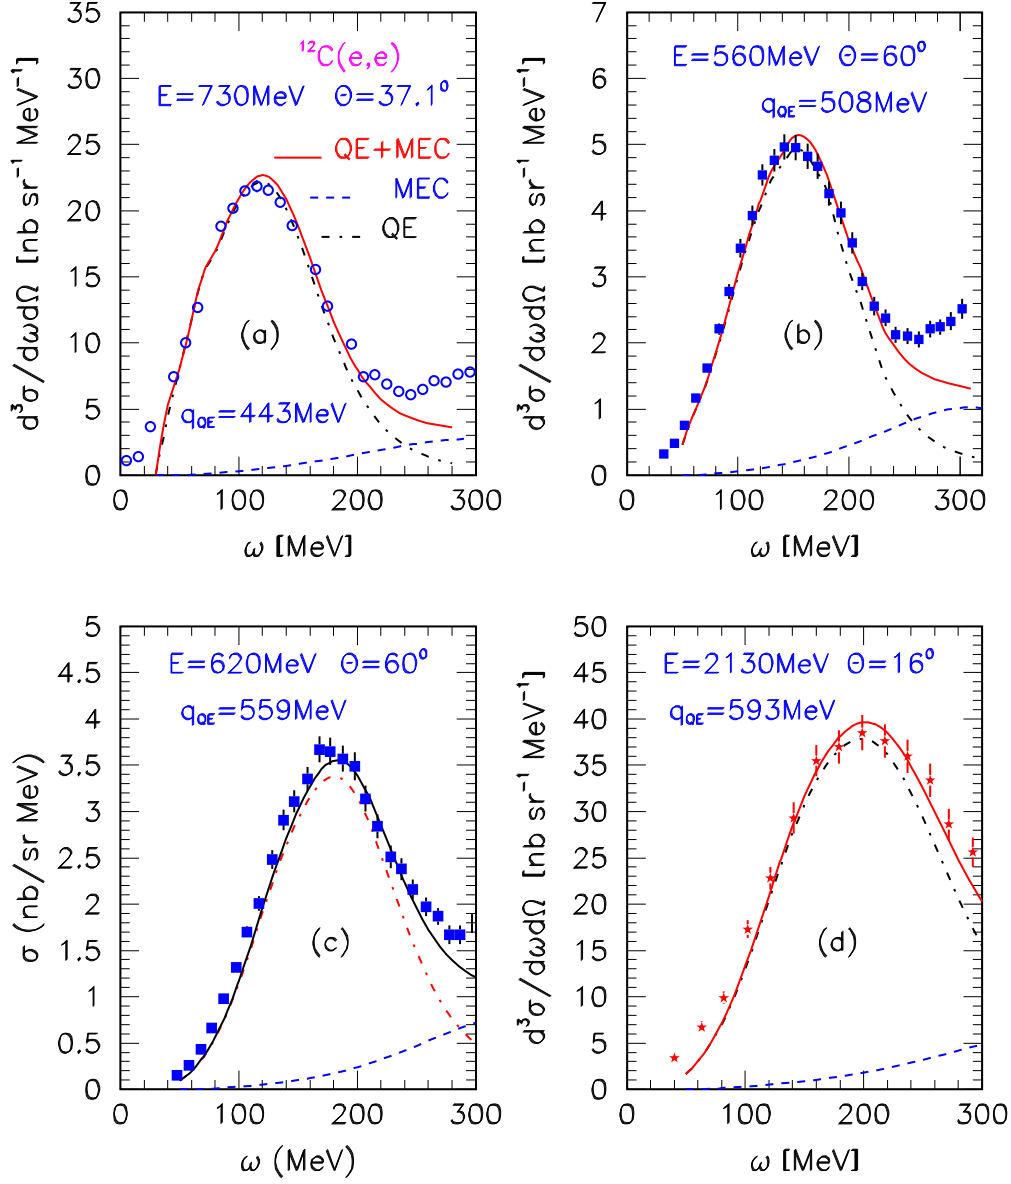 35
30
25
20
15
10
5
0
d³σ/dωdΩ [nb sr⁻¹ MeV⁻¹]
¹²C(e,e)
E=730MeV Θ=37.1⁰
QE+MEC
MEC
QE
(a)
q_QE=443MeV
0 100 200 300
ω [MeV]
7
6
5
4
3
2
1
0
d³σ/dωdΩ [nb sr⁻¹ MeV⁻¹]
E=560MeV Θ=60⁰
q_QE=508MeV
(b)
0 100 200 300
ω [MeV]
5
4.5
4
3.5
3
2.5
2
1.5
1
0.5
0
σ (nb/sr MeV)
E=620MeV Θ=60⁰
q_QE=559MeV
(c)
0 100 200 300
ω (MeV)
50
45
40
35
30
25
20
15
10
5
0
d³σ/dωdΩ [nb sr⁻¹ MeV⁻¹]
E=2130MeV Θ=16⁰
q_QE=593MeV
(d)
0 100 200 300
ω [MeV]